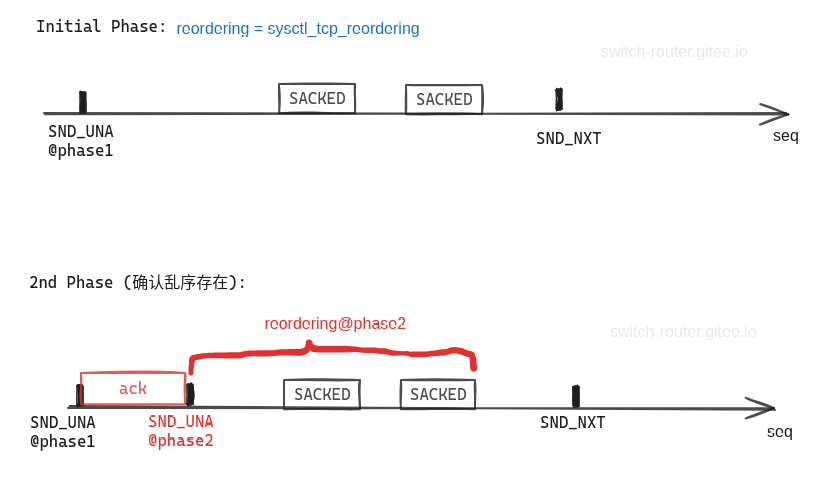 Initial Phase: reordering = sysctl_tcp_reordering
switch-router.gitee.io
SACKED SACKED
SND_UNA
@phase1
SND_NXT
seq
2nd Phase (确认乱序存在):
reordering@phase2
switch-router.gitee.io
ack
SACKED SACKED
SND_UNA
@phase1
SND_UNA
@phase2
SND_NXT
seq